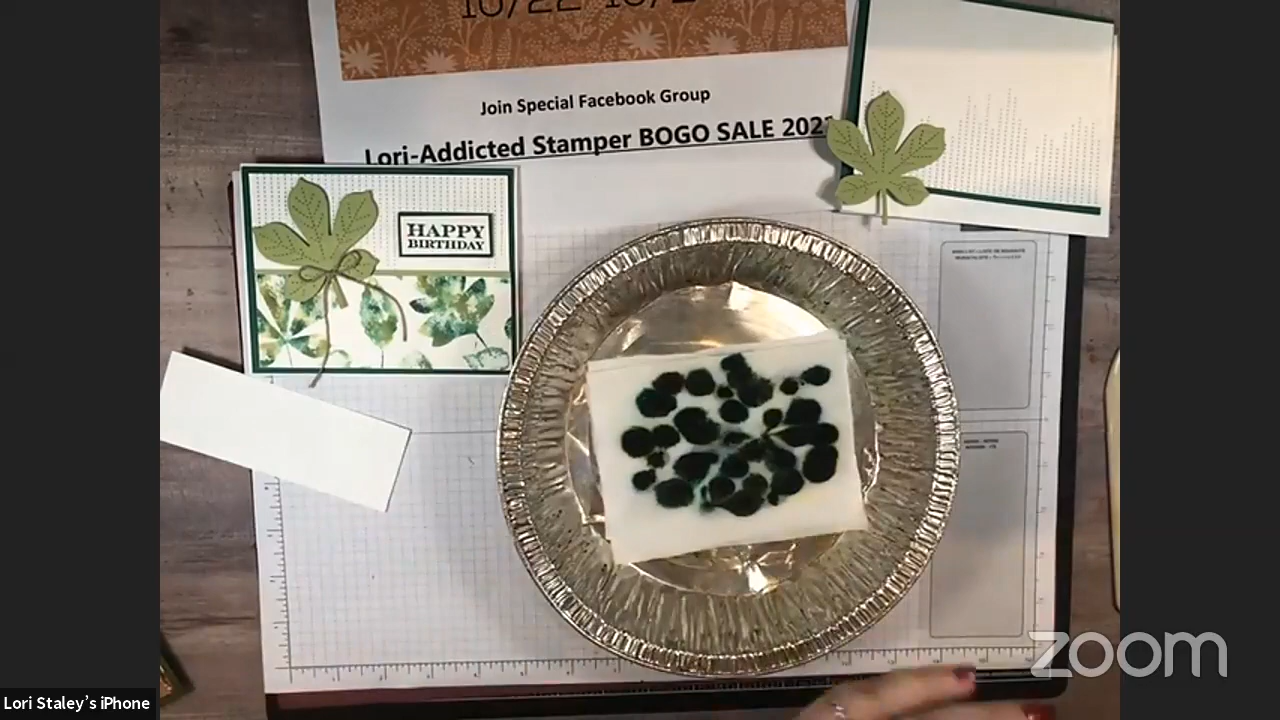 Join Special Facebook Group
Lori-Addicted Stamper BOGO SALE 202
HAPPY
BIRTHDAY
zoom
Lori Staley's iPhone